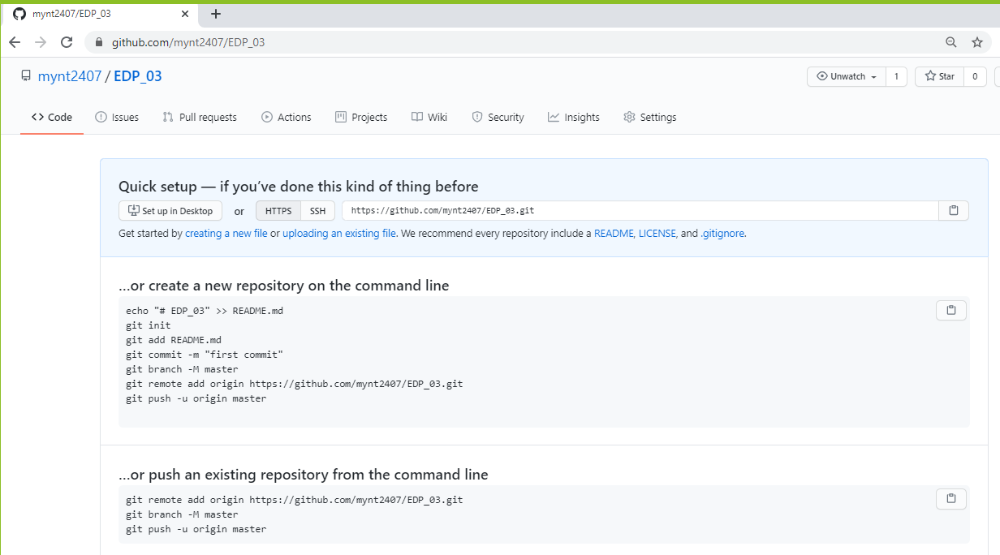 mynt2407/EDP_03
github.com/mynt2407/EDP_03
mynt2407 / EDP_03
Unwatch 1 Star 0
Code Issues Pull requests Actions Projects Wiki Security Insights Settings
Quick setup — if you’ve done this kind of thing before
Set up in Desktop or HTTPS SSH https://github.com/mynt2407/EDP_03.git
Get started by creating a new file or uploading an existing file. We recommend every repository include a README, LICENSE, and .gitignore.
…or create a new repository on the command line
echo "# EDP_03" >> README.md
git init
git add README.md
git commit -m "first commit"
git branch -M master
git remote add origin https://github.com/mynt2407/EDP_03.git
git push -u origin master
…or push an existing repository from the command line
git remote add origin https://github.com/mynt2407/EDP_03.git
git branch -M master
git push -u origin master